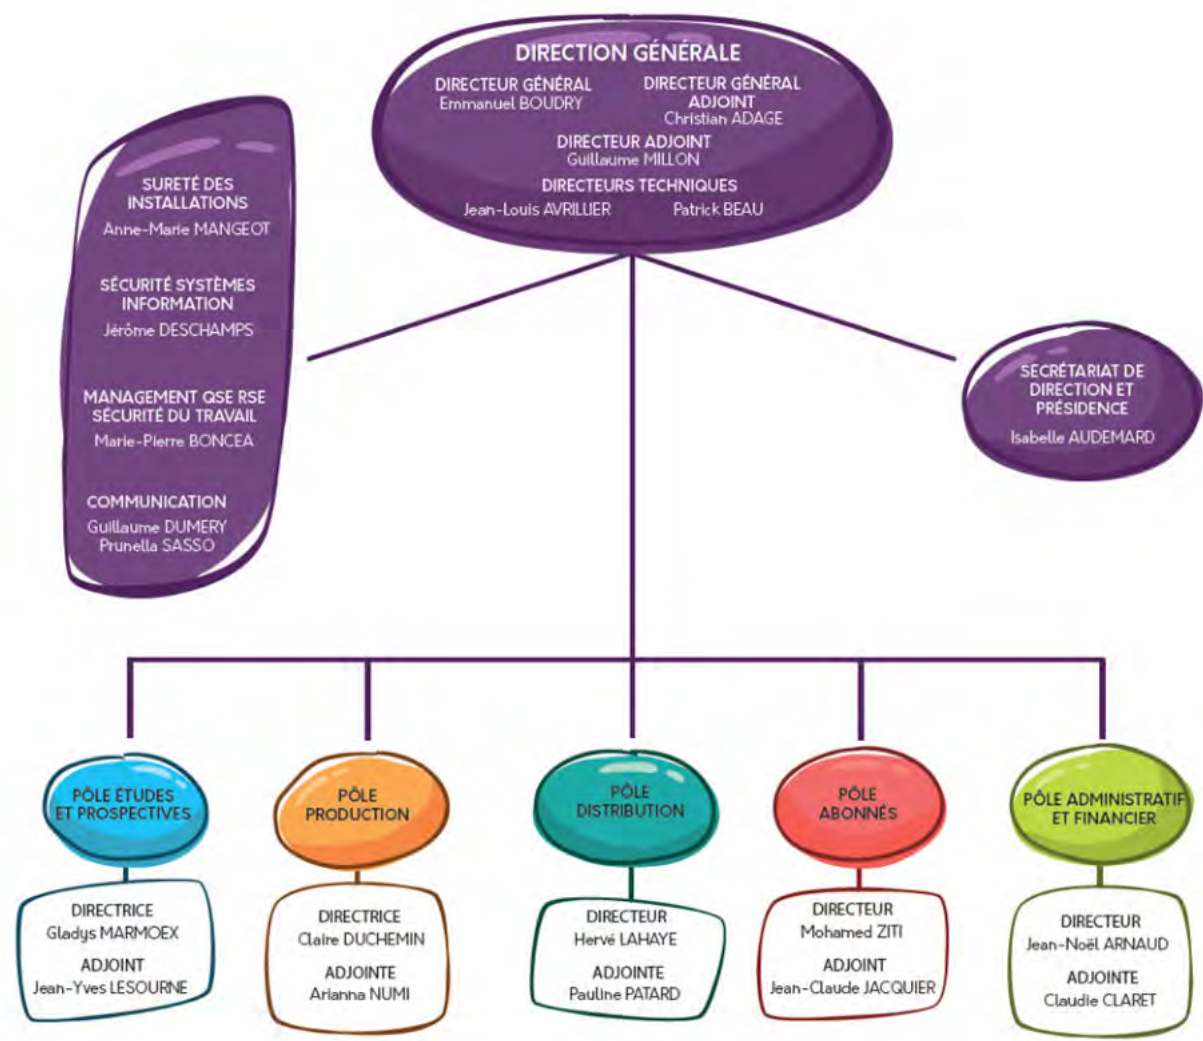 DIRECTION GÉNÉRALE
DIRECTEUR GÉNÉRAL
Emmanuel BOUDRY
DIRECTEUR GÉNÉRAL
ADJOINT
Christian ADAGE
DIRECTEUR ADJOINT
Guillaume MILLON
DIRECTEURS TECHNIQUES
Jean-Louis AVRILLIER
Patrick BEAU
SURETÉ DES
INSTALLATIONS
Anne-Marie MANGEOT
SÉCURITÉ SYSTÈMES
INFORMATION
Jérôme DESCHAMPS
MANAGEMENT QSE RSE
SÉCURITÉ DU TRAVAIL
Marie-Pierre BONCEA
COMMUNICATION
Guillaume DUMERY
Prunella SASSO
SECRÉTARIAT DE
DIRECTION ET
PRÉSIDENCE
Isabelle AUDEMARD
PÔLE ÉTUDES
ET PROSPECTIVES
DIRECTRICE
Gladys MARMOEX
ADJOINT
Jean-Yves LESOURNE
PÔLE
PRODUCTION
DIRECTRICE
Claire DUCHEMIN
ADJOINTE
Arianna NUMI
PÔLE
DISTRIBUTION
DIRECTEUR
Hervé LAHAYE
ADJOINTE
Pauline PATARD
PÔLE
ABONNÉS
DIRECTEUR
Mohamed ZITI
ADJOINT
Jean-Claude JACQUIER
PÔLE ADMINISTRATIF
ET FINANCIER
DIRECTEUR
Jean-Noël ARNAUD
ADJOINTE
Claudie CLARET